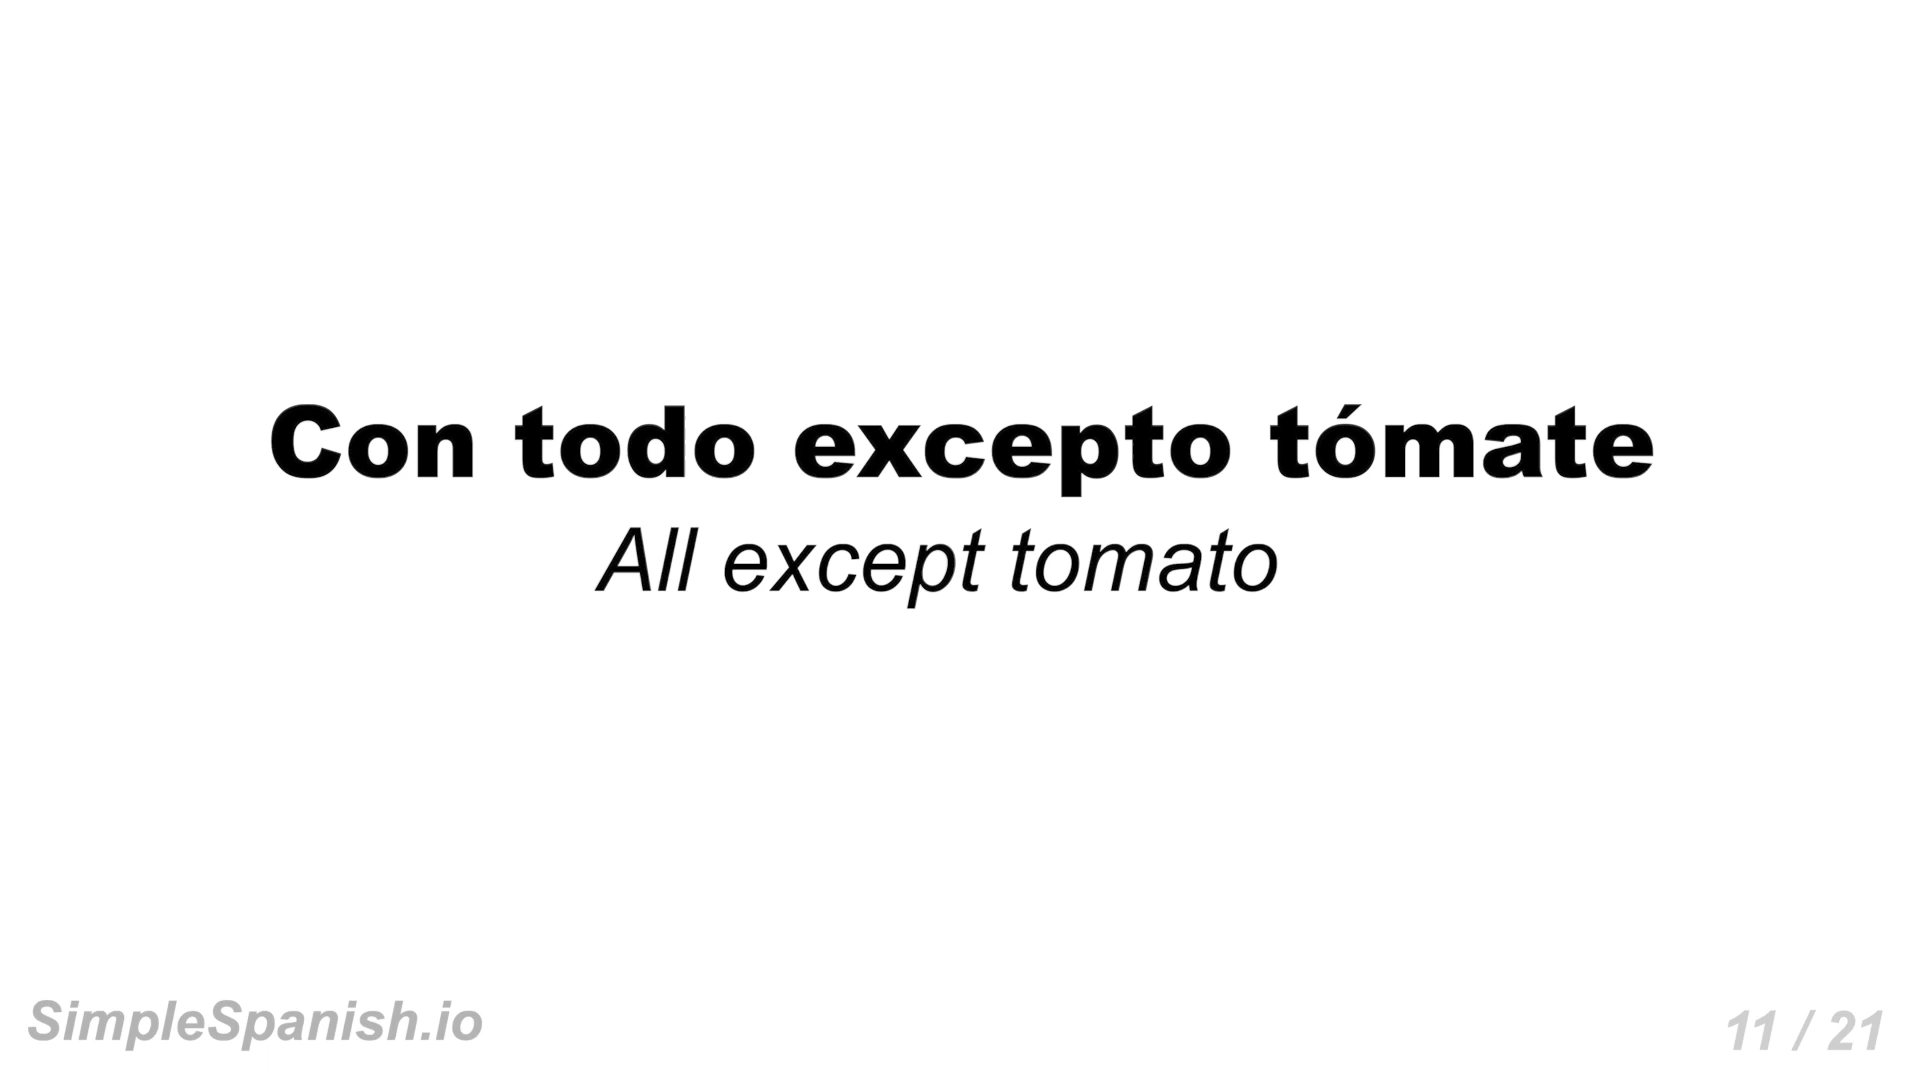 Con todo excepto tómate
All except tomato
SimpleSpanish.io
11 / 21